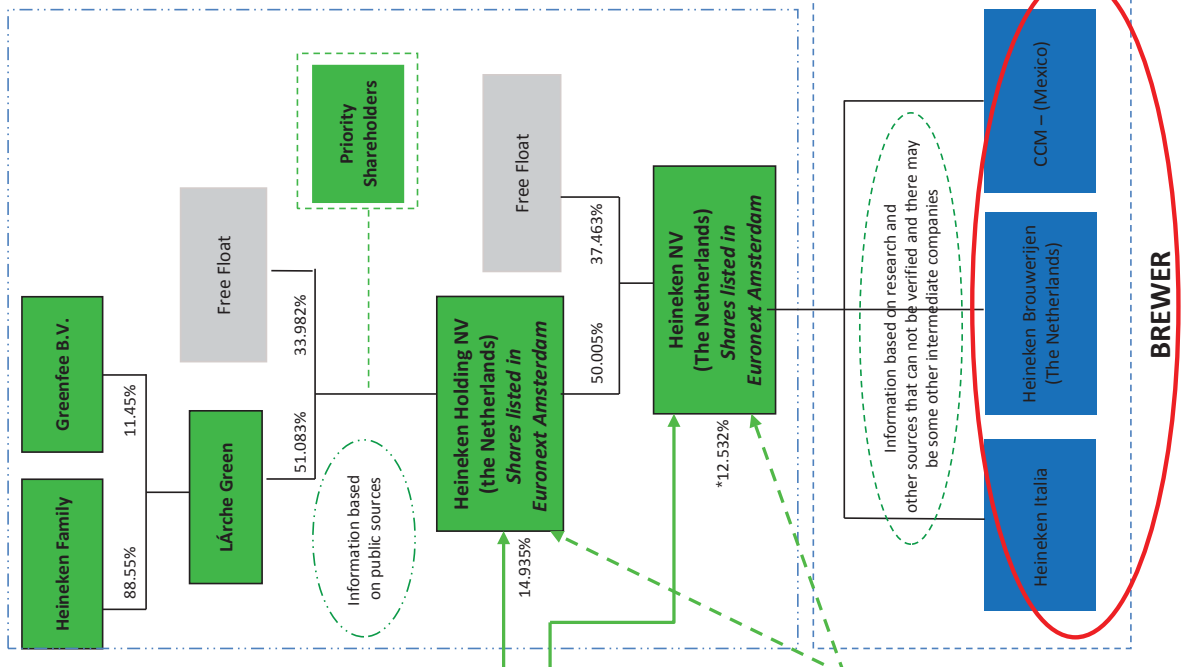 Heineken Family
Greenfee B.V.
88.55%
11.45%
LÁrche Green
Free Float
51.083%
33.982%
Information based
on public sources
Priority
Shareholders
Heineken Holding NV
(the Netherlands)
Shares listed in
Euronext Amsterdam
14.935%
Free Float
50.005%
37.463%
Heineken NV
(The Netherlands)
Shares listed in
Euronext Amsterdam
*12.532%
Information based on research and
other sources that can not be verified and there may
be some other intermediate companies
Heineken Italia
Heineken Brouwerijen
(The Netherlands)
CCM – (Mexico)
BREWER